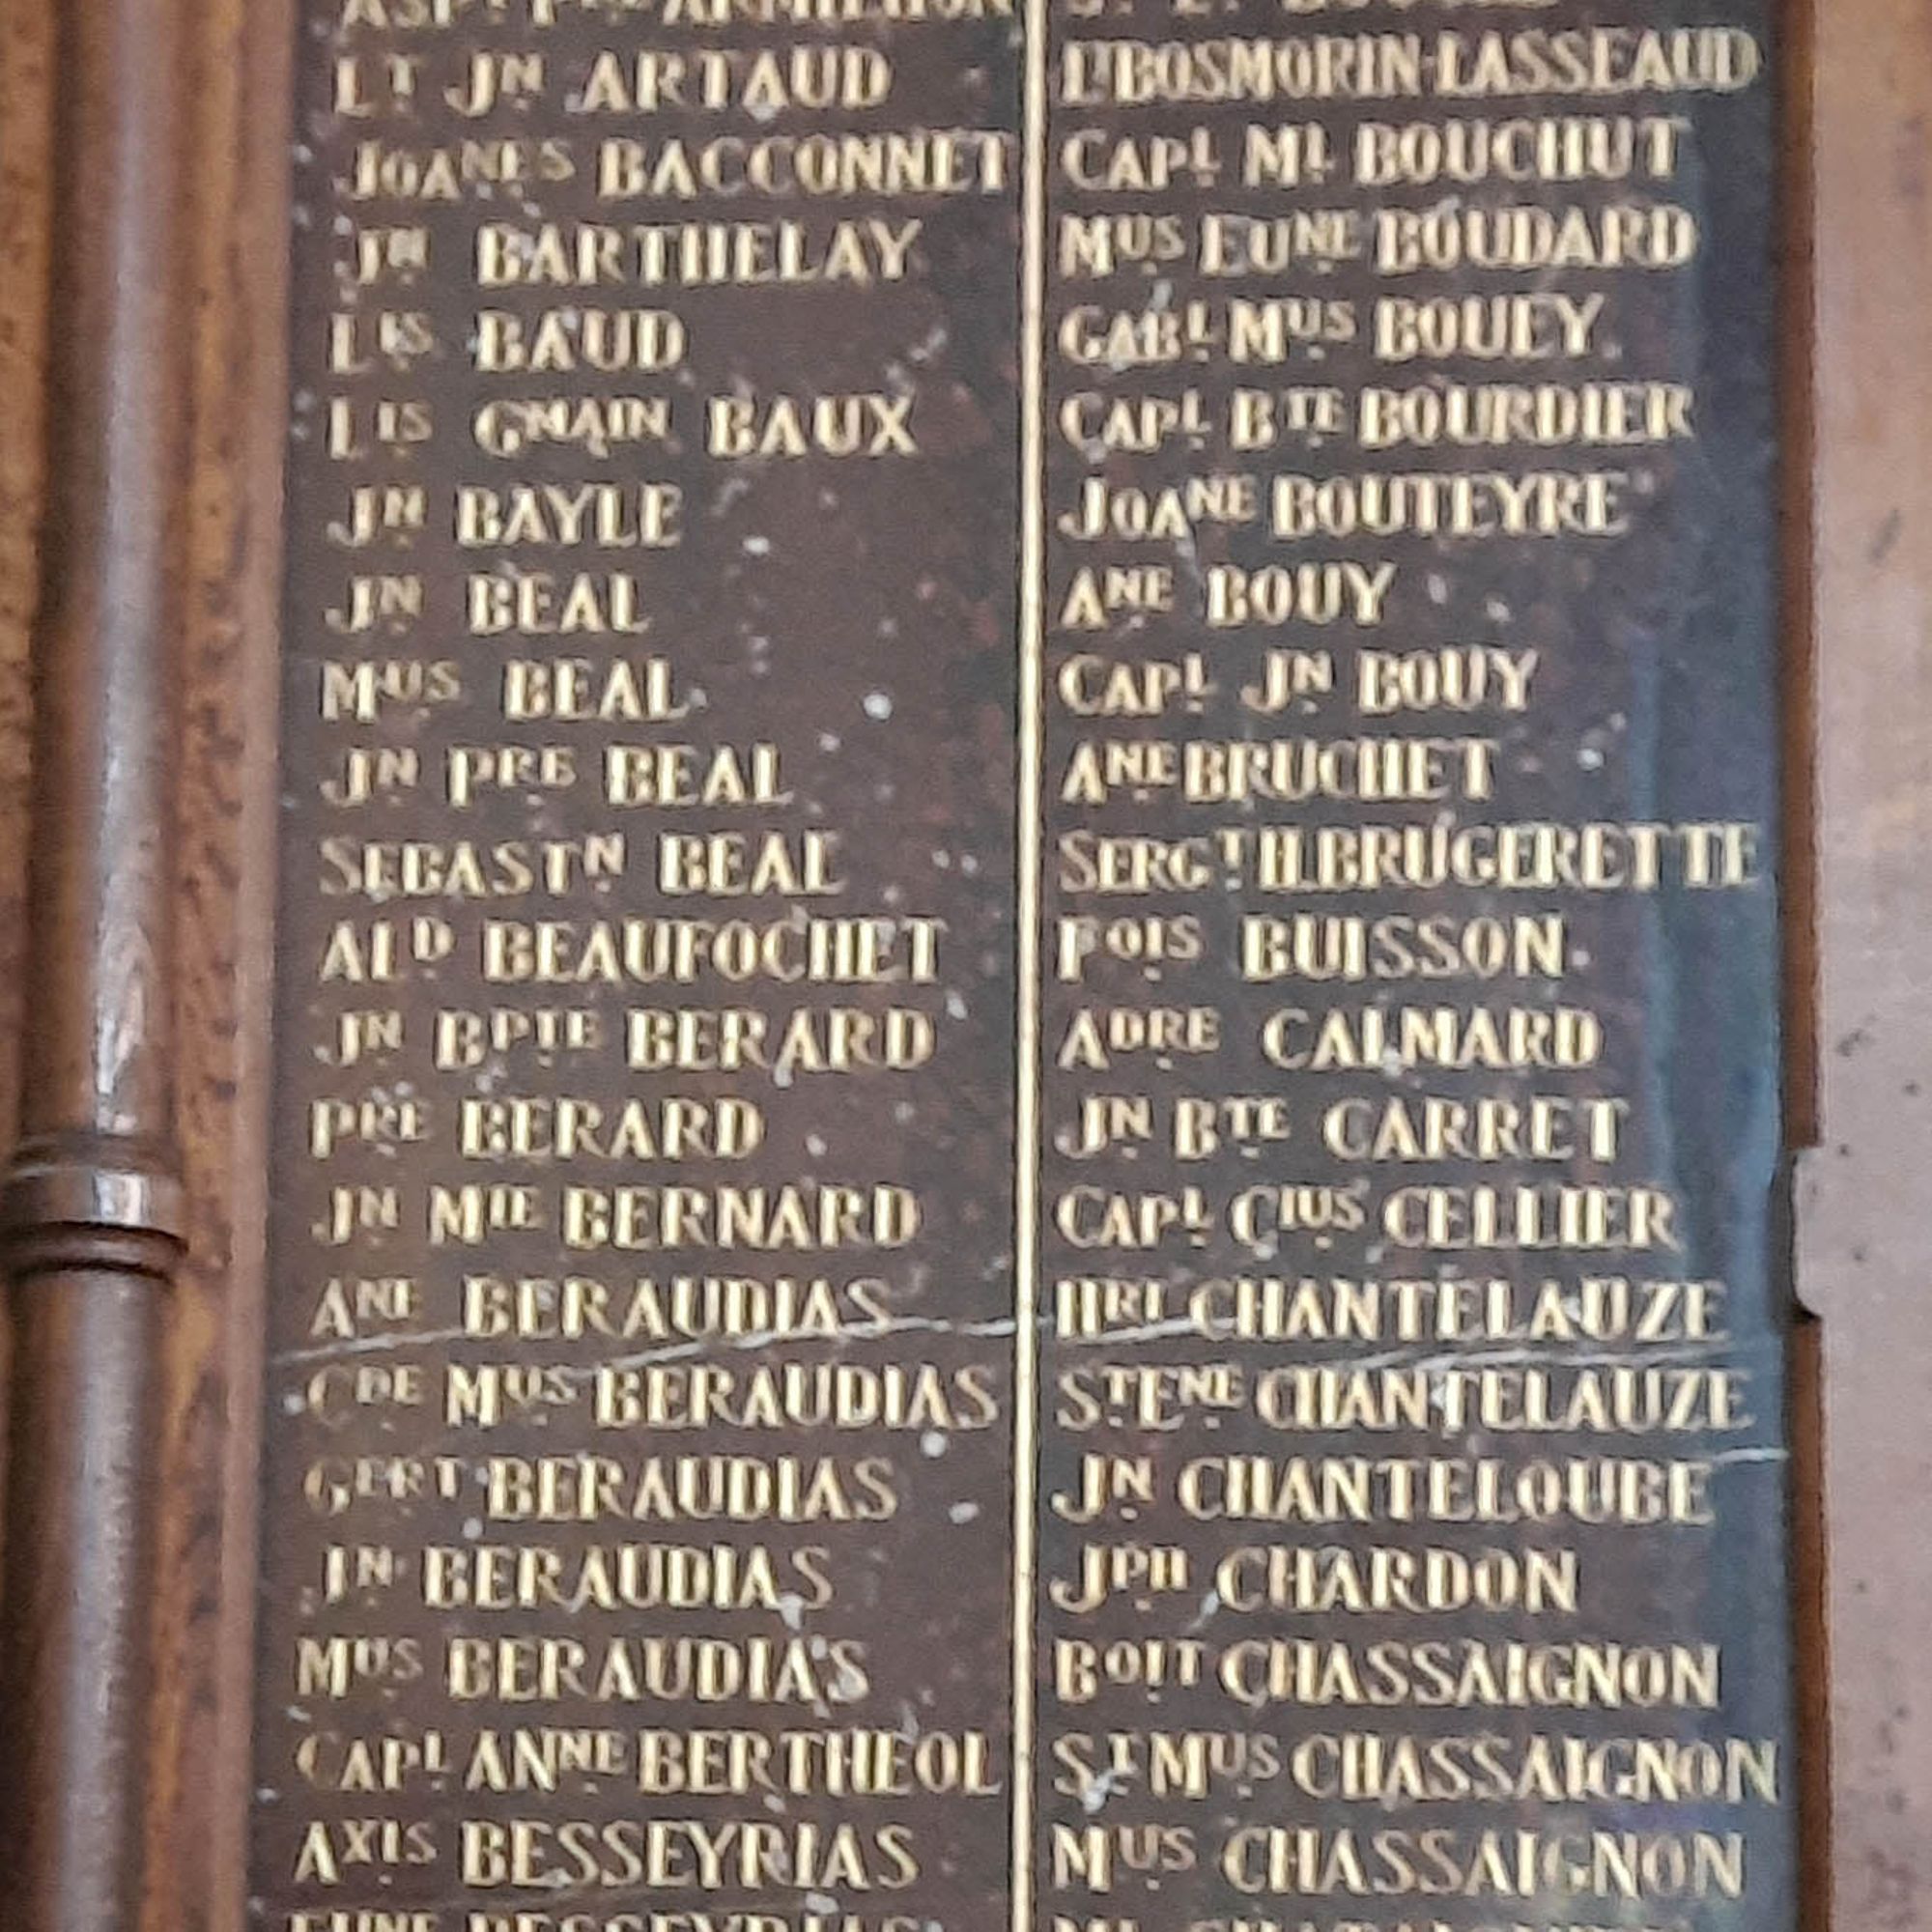 LT JN ARTAUD
JOANES BACCONNET
JN BARTHELAY
LIS BAUD
LIS GMAIN BAUX
JN BAYLE
JN BEAL
MUS BEAL
JN PRE BEAL
SEBASTN BEAL
ALD BEAUFOCHET
JN BPTE BERARD
PRE BERARD
JN MIE BERNARD
ANE BERAUDIAS
CDE MUS BERAUDIAS
GERT BERAUDIAS
JN BERAUDIAS
MUS BERAUDIAS
CAPL ANNE BERTHEOL
AXIS BESSEYRIAS
LT BOSMORIN-LASSEAUD
CAPL ML BOUCHUT
MUS EUNE BOUDARD
GABL MUS BOUEY
CAPL BTE BOURDIER
JOANE BOUTEYRE
ANE BOUY
CAPL JN BOUY
ANE BRUCHET
SERGT H.BRUGERETTE
FOIS BUISSON
ADRE CALMARD
JN BTE CARRET
CAPL CIUS CELLIER
HRI CHANTELAUZE
ST ENE CHANTELAUZE
JN CHANTELOUBE
JPH CHARDON
BOIT CHASSAIGNON
ST MUS CHASSAIGNON
MUS CHASSAIGNON